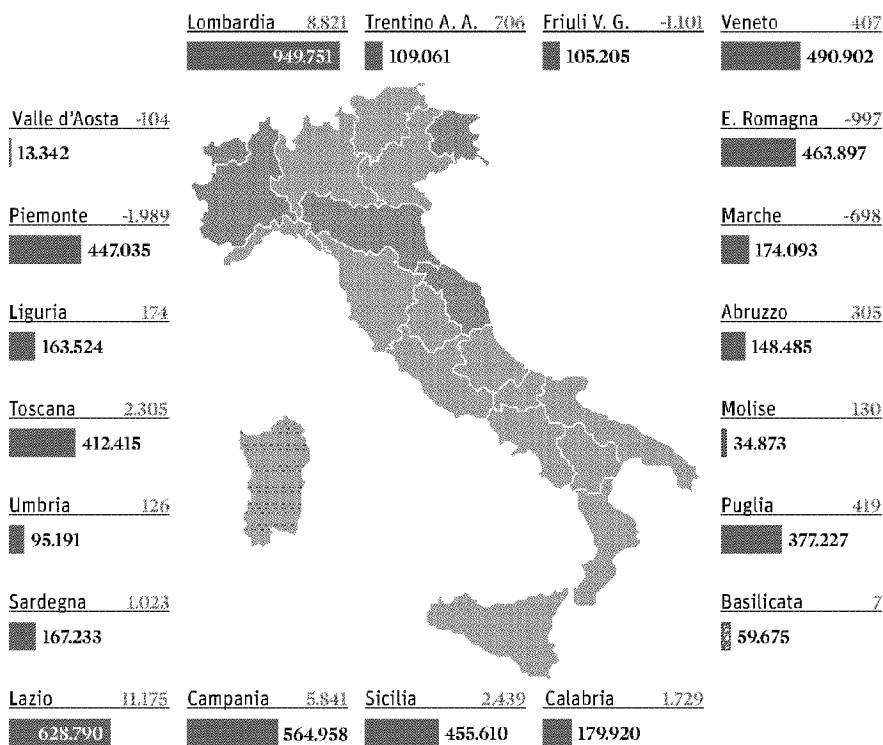 Lombardia 8.821
949.751
Trentino A. A. 706
109.061
Friuli V. G. -1.101
105.205
Veneto 407
490.902
Valle d'Aosta -104
13.342
E. Romagna -997
463.897
Piemonte -1.989
447.035
Marche -698
174.093
Liguria 174
163.524
Abruzzo 305
148.485
Toscana 2.305
412.415
Molise 130
34.873
Umbria 126
95.191
Puglia 419
377.227
Sardegna 1.023
167.233
Basilicata 7
59.675
Lazio 11.175
628.790
Campania 5.841
564.958
Sicilia 2.439
455.610
Calabria 1.729
179.920